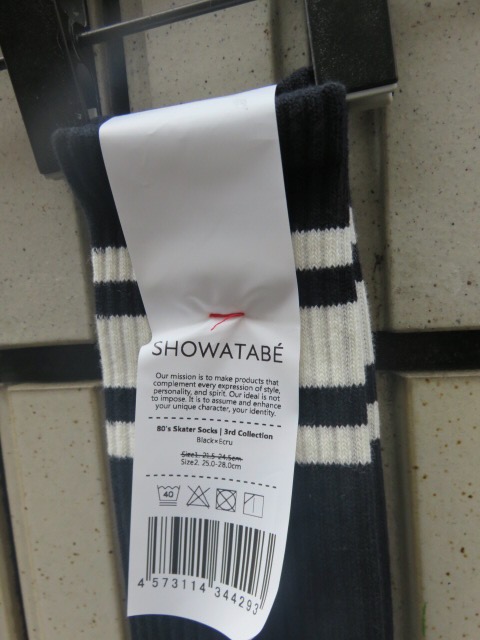 SHOWATABÉ
Our mission is to make products that
complement every expression of style,
personality, and spirit. Our ideal is not
to impose. It is to assume and enhance
your unique character, your identity.
80's Skater Socks | 3rd Collection
Black×Ecru
Size1. 21.5-24.5cm
Size2. 25.0-28.0cm
40
4 573114 344293